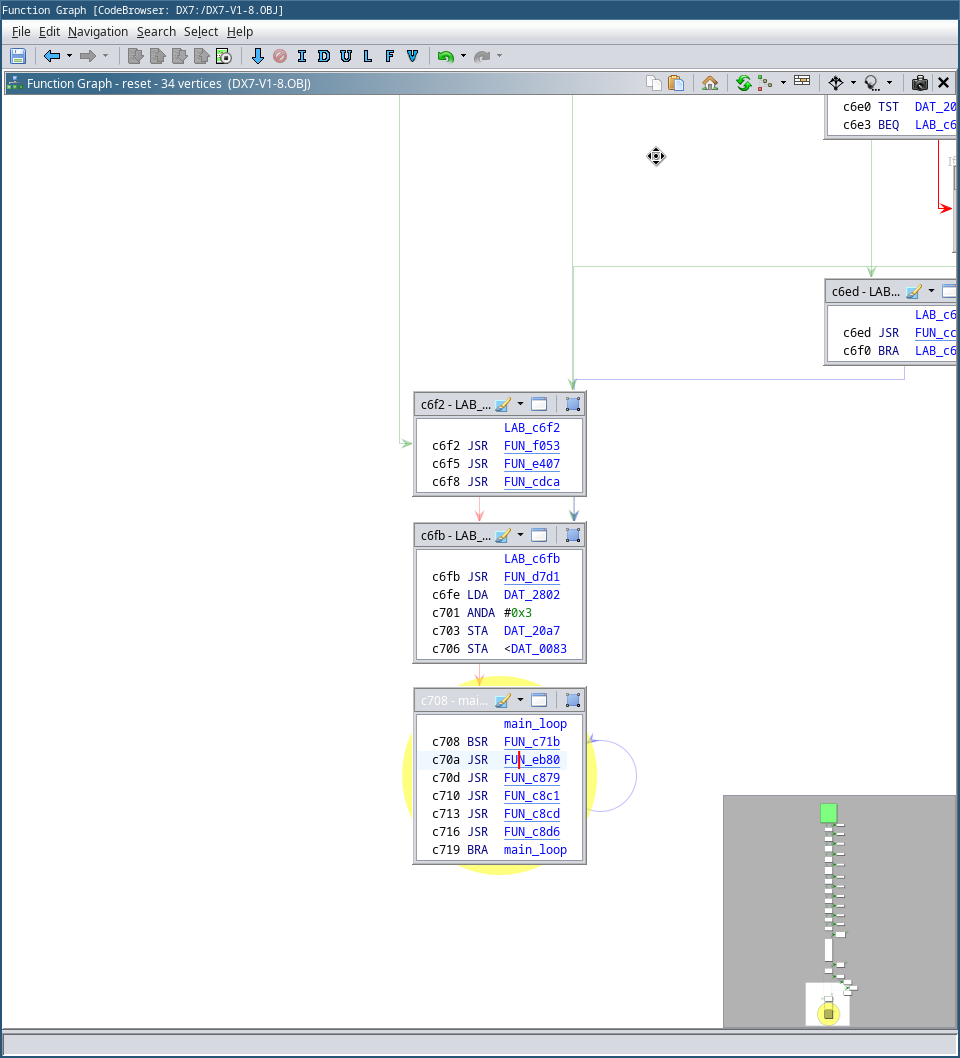 Function Graph [CodeBrowser: DX7:/DX7-V1-8.OBJ]
File Edit Navigation Search Select Help
I D U L F V
Function Graph - reset - 34 vertices (DX7-V1-8.OBJ)
c6e0 TST DAT_20
c6e3 BEQ LAB_c6
c6ed - LAB...
LAB_c6
c6ed JSR FUN_cc
c6f0 BRA LAB_c6
c6f2 - LAB_...
LAB_c6f2
c6f2 JSR FUN_f053
c6f5 JSR FUN_e407
c6f8 JSR FUN_cdca
c6fb - LAB_...
LAB_c6fb
c6fb JSR FUN_d7d1
c6fe LDA DAT_2802
c701 ANDA #0x3
c703 STA DAT_20a7
c706 STA <DAT_0083
c708 - mai...
main_loop
c708 BSR FUN_c71b
c70a JSR FUN_eb80
c70d JSR FUN_c879
c710 JSR FUN_c8c1
c713 JSR FUN_c8cd
c716 JSR FUN_c8d6
c719 BRA main_loop